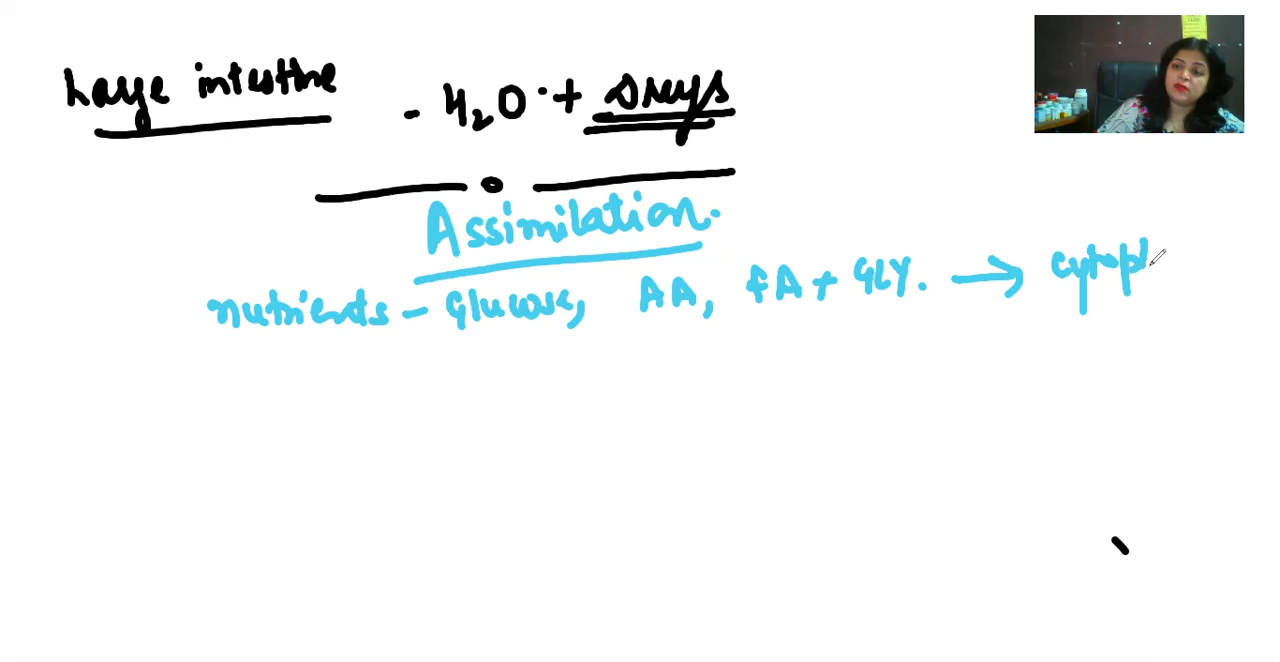 Large intestine - H2O + Drugs
Assimilation.
nutrients - Glucose, AA, fA + GLY. → cytopl